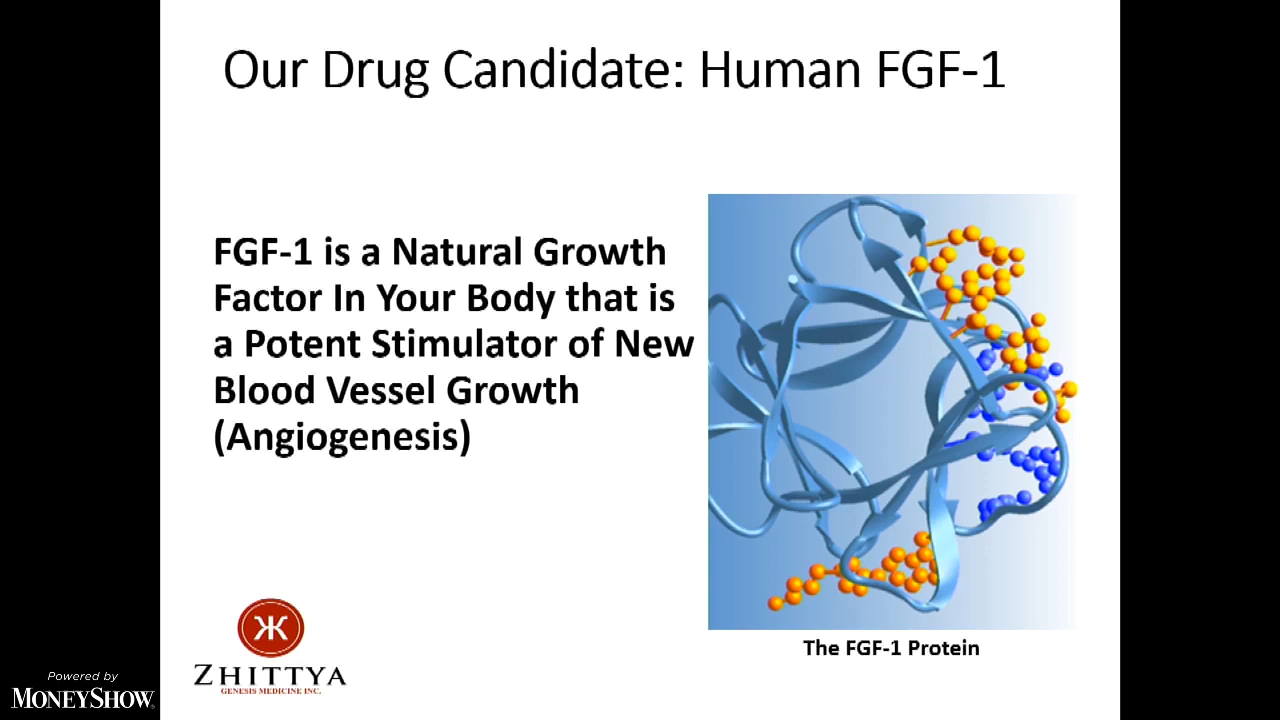 Our Drug Candidate: Human FGF-1
FGF-1 is a Natural Growth
Factor In Your Body that is
a Potent Stimulator of New
Blood Vessel Growth
(Angiogenesis)
The FGF-1 Protein
ZHITTYA
GENESIS MEDICINE INC.
Powered by
MONEYSHOW